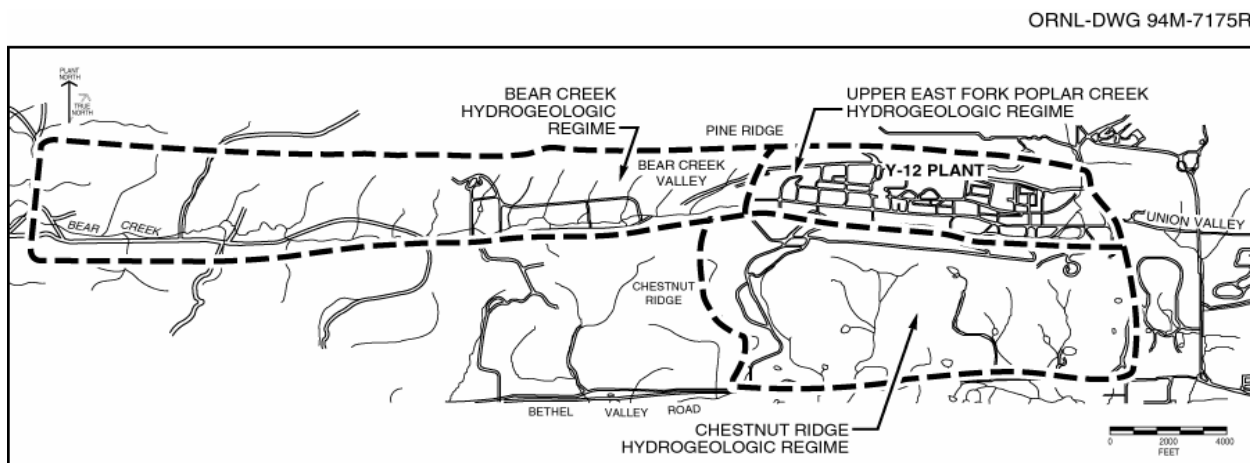 ORNL-DWG 94M-7175R
PLANT
NORTH
TRUE
NORTH
BEAR CREEK
HYDROGEOLOGIC
REGIME
UPPER EAST FORK POPLAR CREEK
HYDROGEOLOGIC REGIME
PINE RIDGE
BEAR CREEK
VALLEY
Y-12 PLANT
BEAR CREEK
UNION VALLEY
CHESTNUT
RIDGE
BETHEL VALLEY ROAD
CHESTNUT RIDGE
HYDROGEOLOGIC REGIME
0 2000 4000
FEET